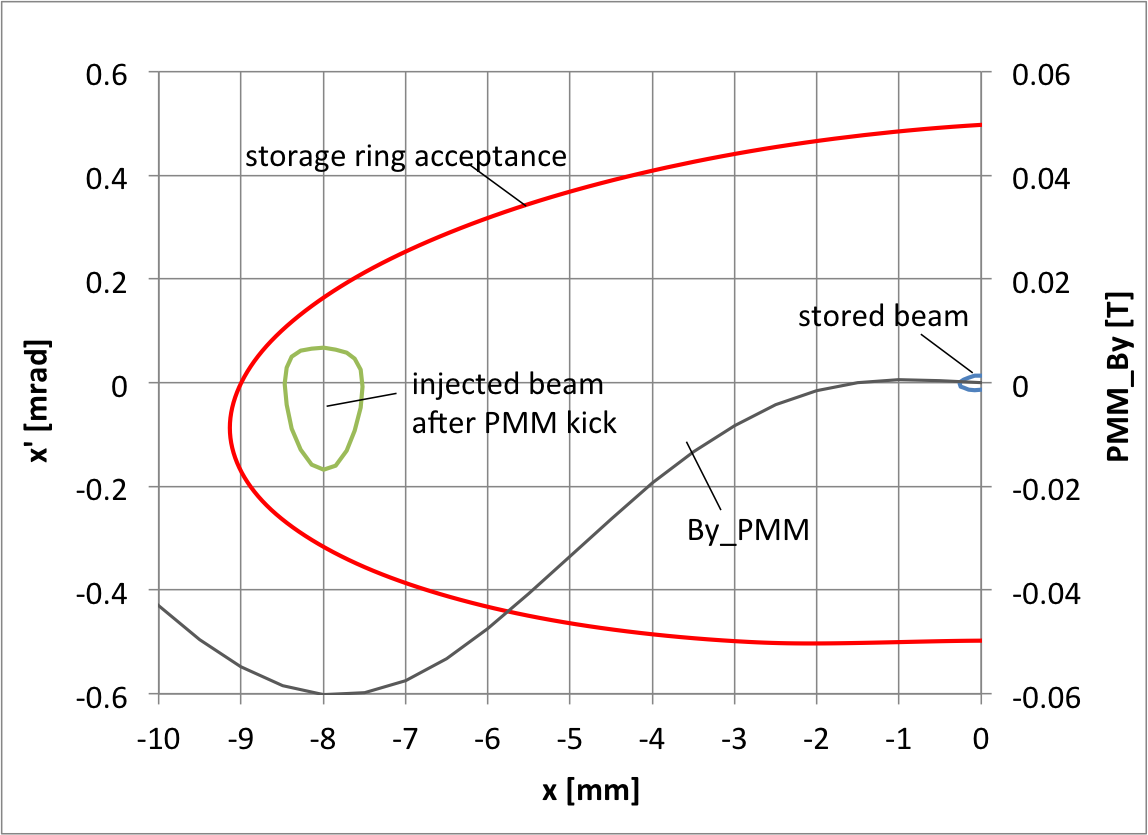 0.6
0.06
storage ring acceptance
0.4
0.04
0.2
0.02
stored beam
x' [mrad]
0
injected beam
after PMM kick
0
PMM_By [T]
-0.2
-0.02
By_PMM
-0.4
-0.04
-0.6
-0.06
-10 -9 -8 -7 -6 -5 -4 -3 -2 -1 0
x [mm]